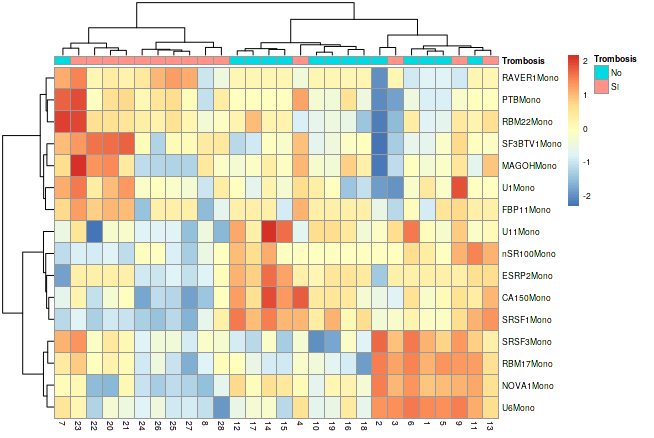 Trombosis
RAVER1Mono
PTBMono
RBM22Mono
SF3BTV1Mono
MAGOHMono
U1Mono
FBP11Mono
U11Mono
nSR100Mono
ESRP2Mono
CA150Mono
SRSF1Mono
SRSF3Mono
RBM17Mono
NOVA1Mono
U6Mono
7 23 22 20 21 24 26 25 27 8 28 12 17 14 15 4 10 19 16 18 2 3 6 1 5 9 11 13
2
1
0
-1
-2
Trombosis
No
SI